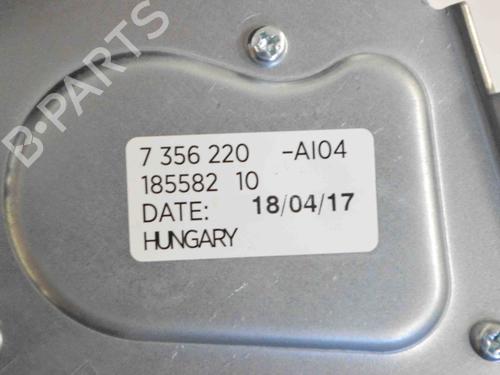 B-PARTS
7 356 220 -AI04
185582 10
DATE: 18/04/17
HUNGARY